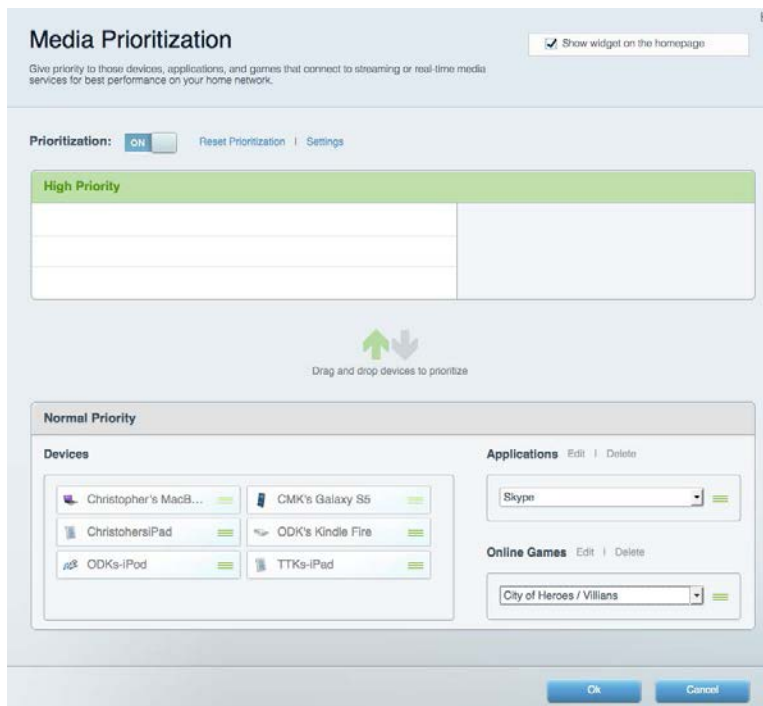 Media Prioritization
Show widget on the homepage
Give priority to those devices, applications, and games that connect to streaming or real-time media
services for best performance on your home network.
Prioritization: ON Reset Prioritization | Settings
High Priority
Drag and drop devices to prioritize
Normal Priority
Devices
Christopher's MacB...
CMK's Galaxy S5
ChristohersiPad
ODK's Kindle Fire
ODKs-iPod
TTKs-iPad
Applications Edit | Delete
Skype
Online Games Edit | Delete
City of Heroes / Villians
Ok
Cancel